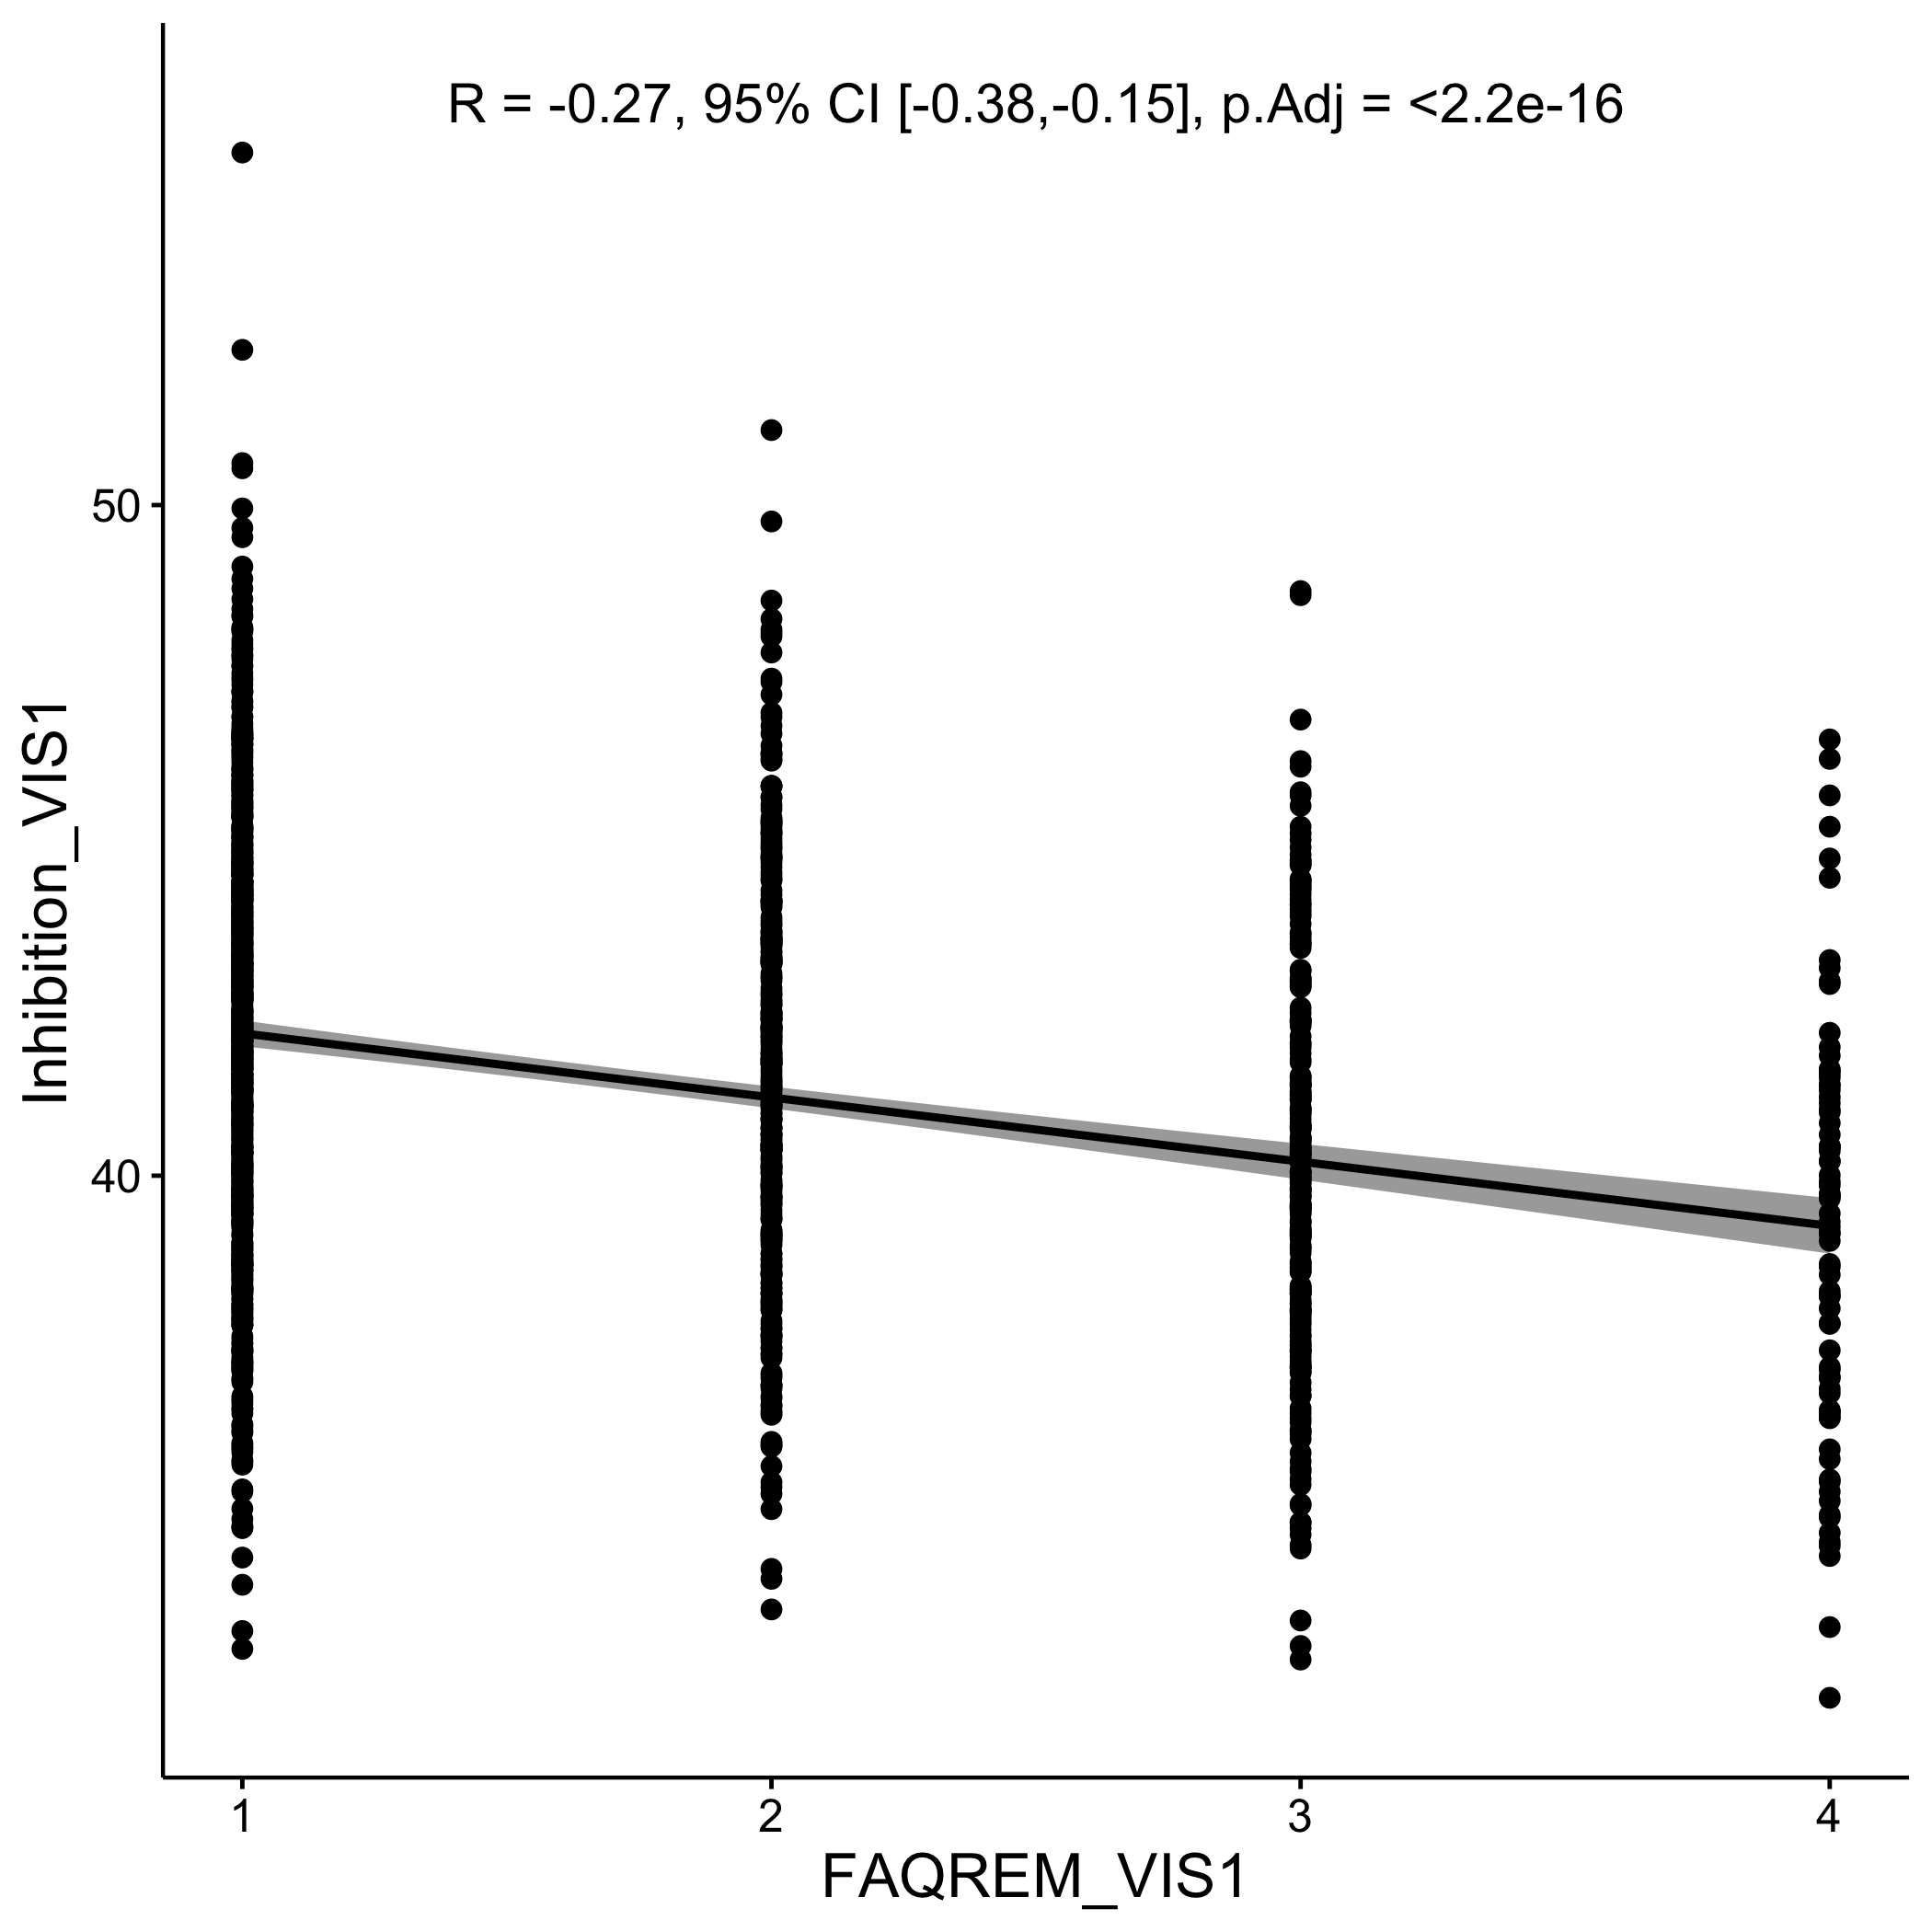 R = -0.27, 95% CI [-0.38,-0.15], p.Adj = <2.2e-16
50
40
Inhibition_VIS1
1 2 3 4
FAQREM_VIS1